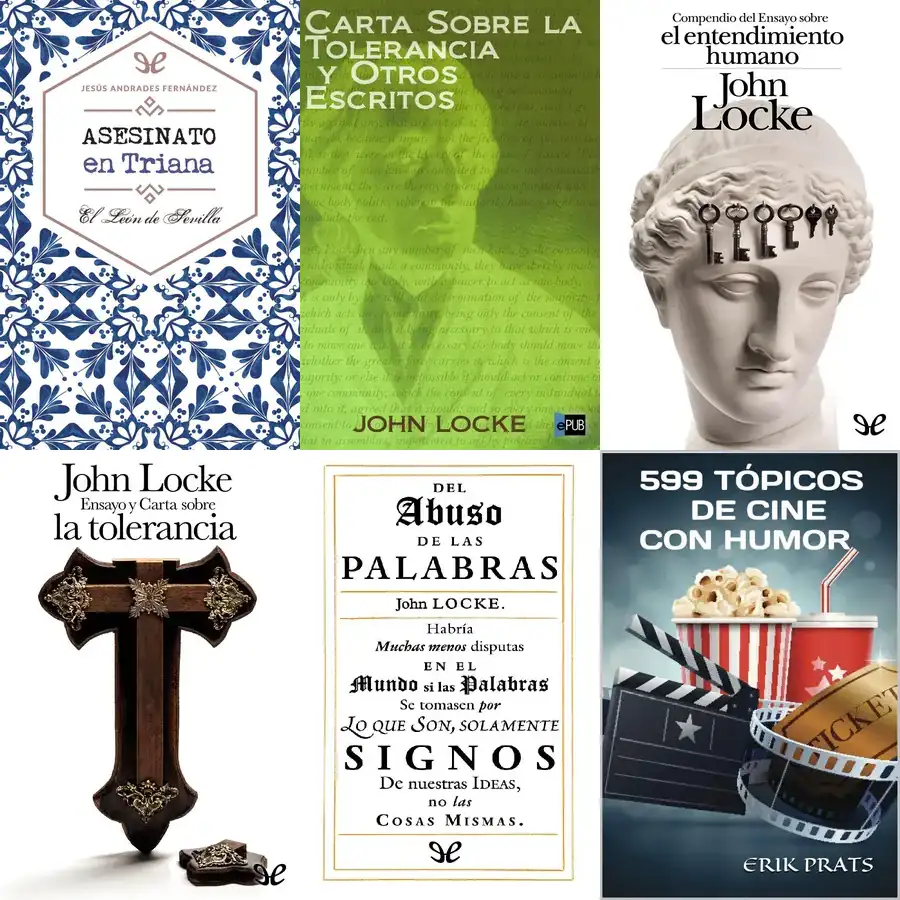 JESÚS ANDRADES FERNÁNDEZ
ASESINATO
en Triana
El León de Sevilla
CARTA SOBRE LA
TOLERANCIA
Y OTROS
ESCRITOS
JOHN LOCKE
ePUB
Compendio del Ensayo sobre
el entendimiento
humano
John
Locke
John Locke
Ensayo y Carta sobre
la tolerancia
DEL
Abuso
DE LAS
PALABRAS
John LOCKE.
Habría
Muchas menos disputas
EN EL
Mundo si las Palabras
Se tomasen por
LO QUE SON, SOLAMENTE
SIGNOS
De nuestras IDEAS,
no las
COSAS MISMAS.
599 TÓPICOS
DE CINE
CON HUMOR
TICKET
ERIK PRATS